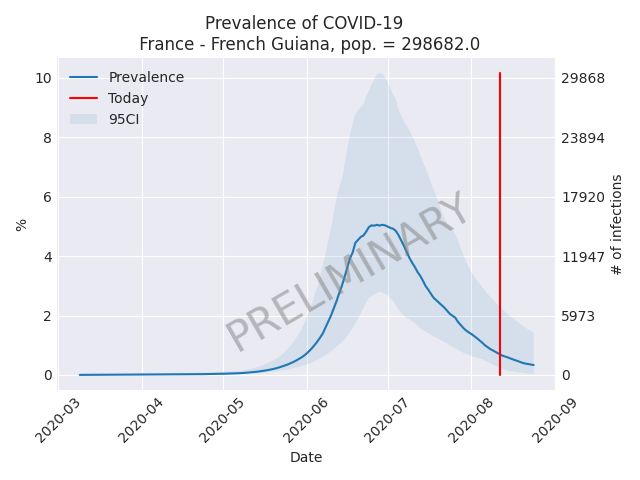 Prevalence of COVID-19
France - French Guiana, pop. = 298682.0
Prevalence
Today
95CI
10
8
6
4
2
0
%
29868
23894
17920
11947
5973
0
# of infections
PRELIMINARY
2020-03
2020-04
2020-05
2020-06
2020-07
2020-08
2020-09
Date